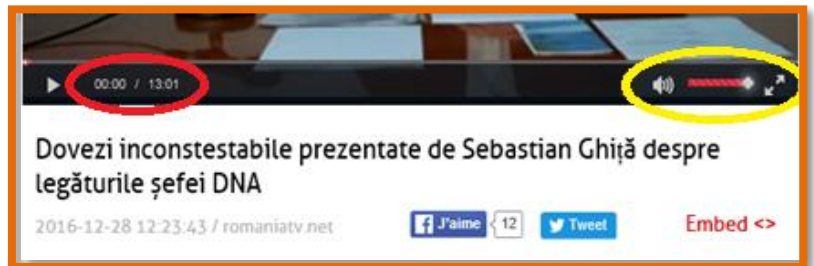 00:00 / 13:01
Dovezi inconstestabile prezentate de Sebastian Ghiță despre
legăturile șefei DNA
2016-12-28 12:23:43 / romaniatv.net J'aime 12 Tweet Embed <>